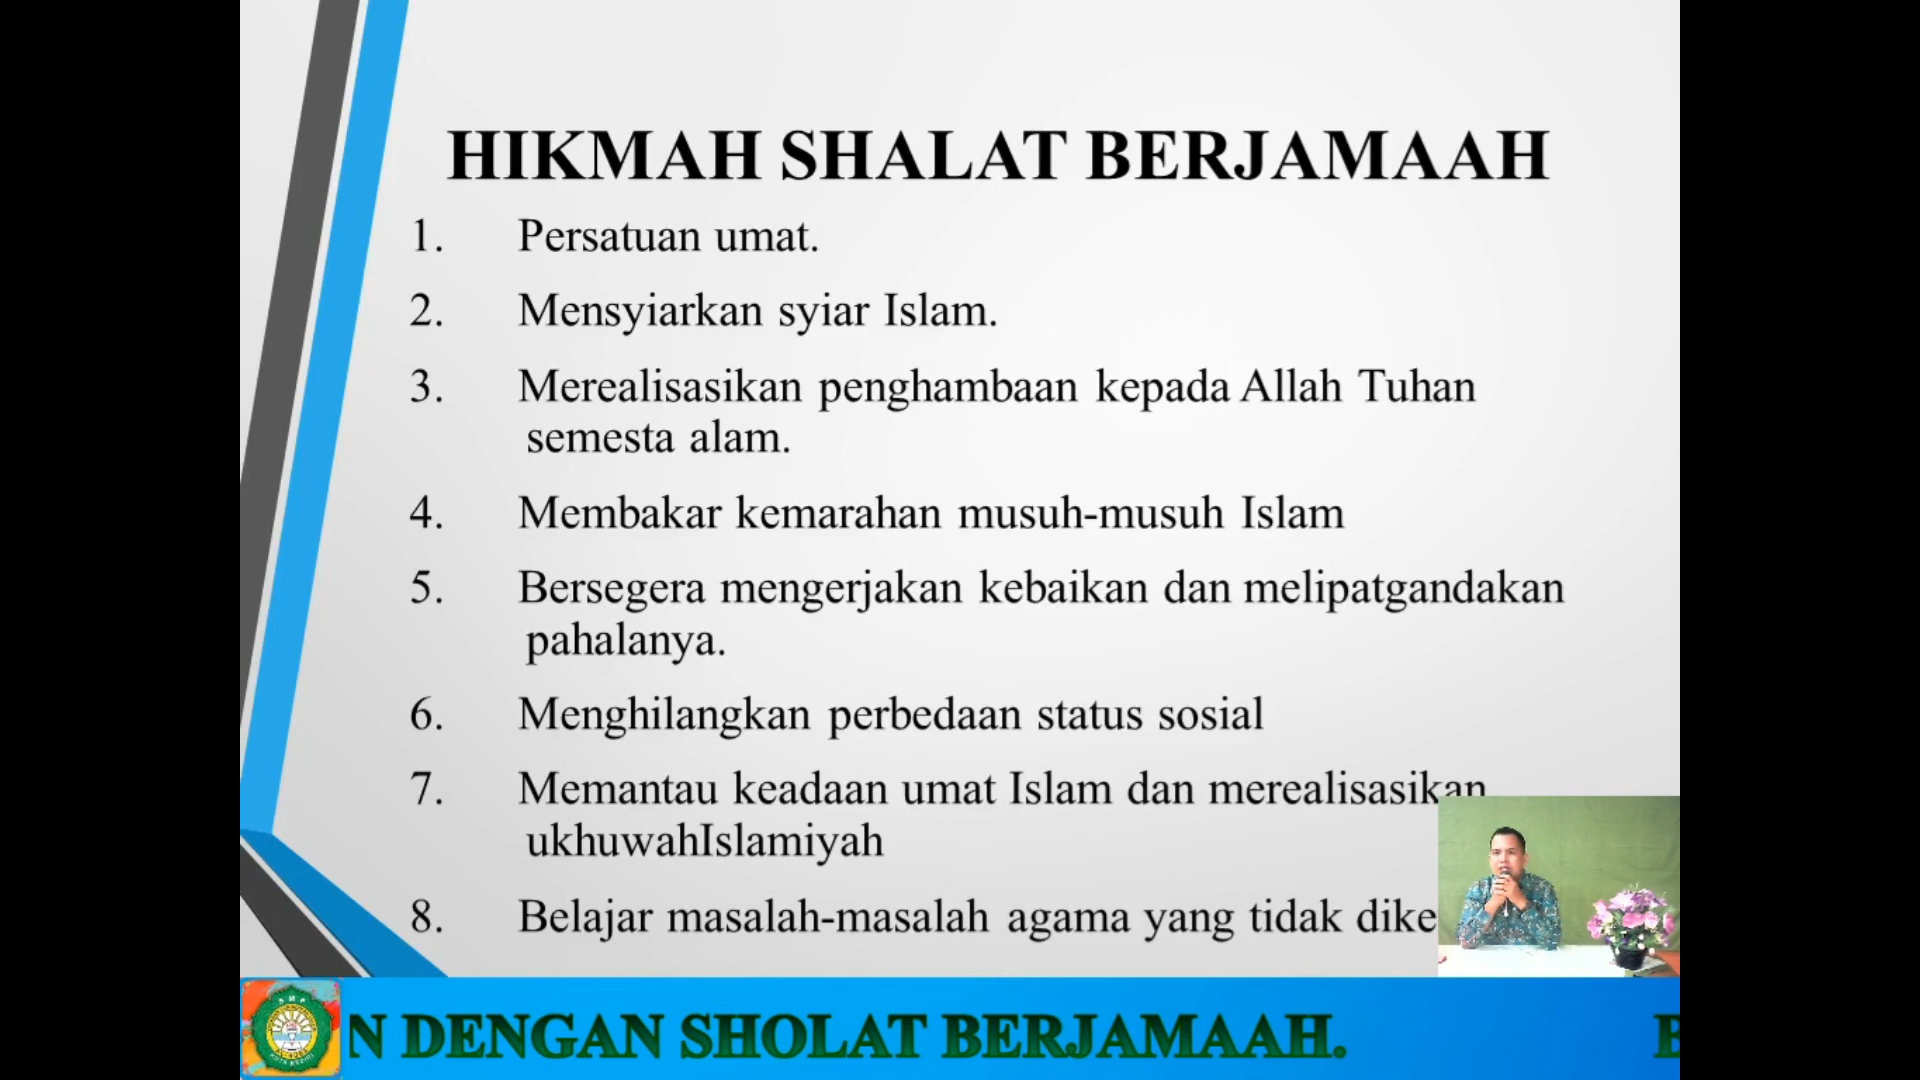 HIKMAH SHALAT BERJAMAAH
1. Persatuan umat.
2. Mensyiarkan syiar Islam.
3. Merealisasikan penghambaan kepada Allah Tuhan
semesta alam.
4. Membakar kemarahan musuh-musuh Islam
5. Bersegera mengerjakan kebaikan dan melipatgandakan
pahalanya.
6. Menghilangkan perbedaan status sosial
7. Memantau keadaan umat Islam dan merealisasikan
ukhuwahIslamiyah
8. Belajar masalah-masalah agama yang tidak dike
SMP
N DENGAN SHOLAT BERJAMAAH. B